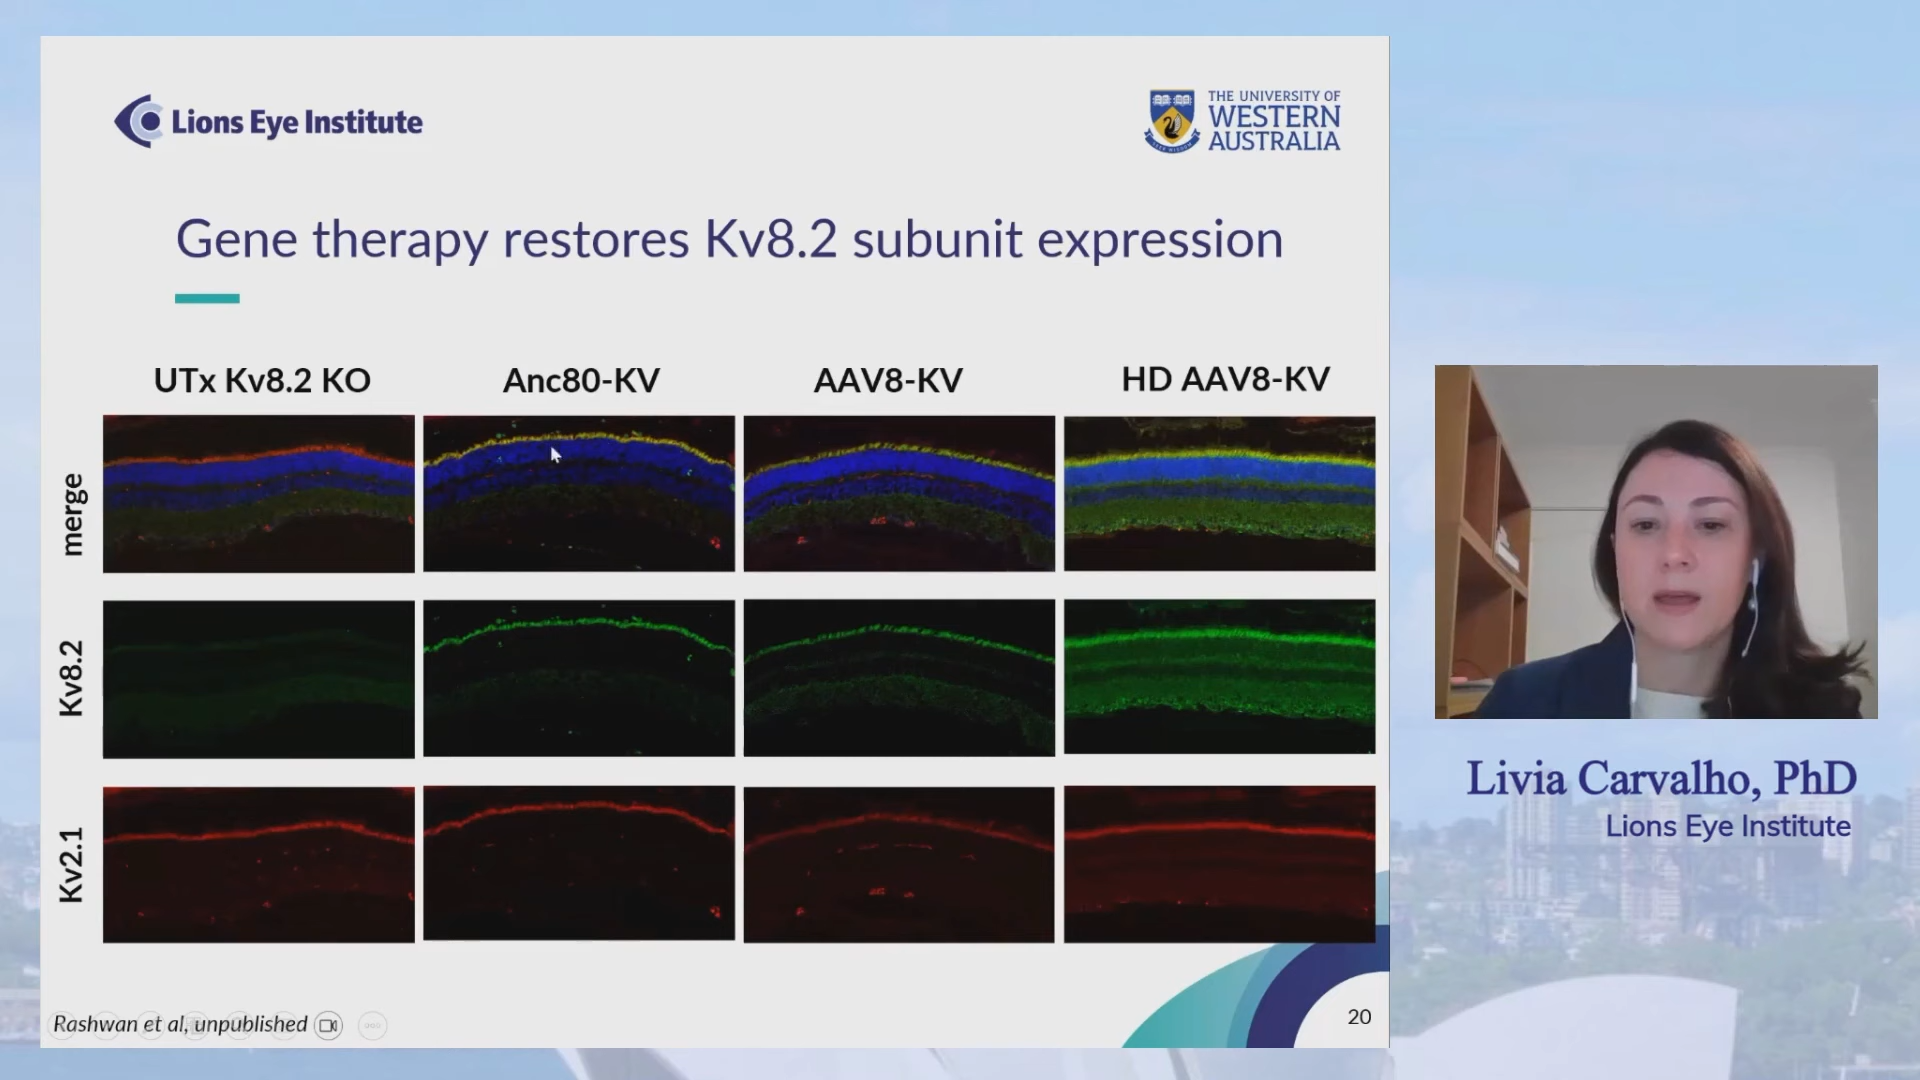 Lions Eye Institute
THE UNIVERSITY OF
WESTERN
AUSTRALIA
Gene therapy restores Kv8.2 subunit expression
UTx Kv8.2 KO
Anc80-KV
AAV8-KV
HD AAV8-KV
merge
Kv8.2
Kv2.1
Rashwan et al, unpublished
20
Livia Carvalho, PhD
Lions Eye Institute